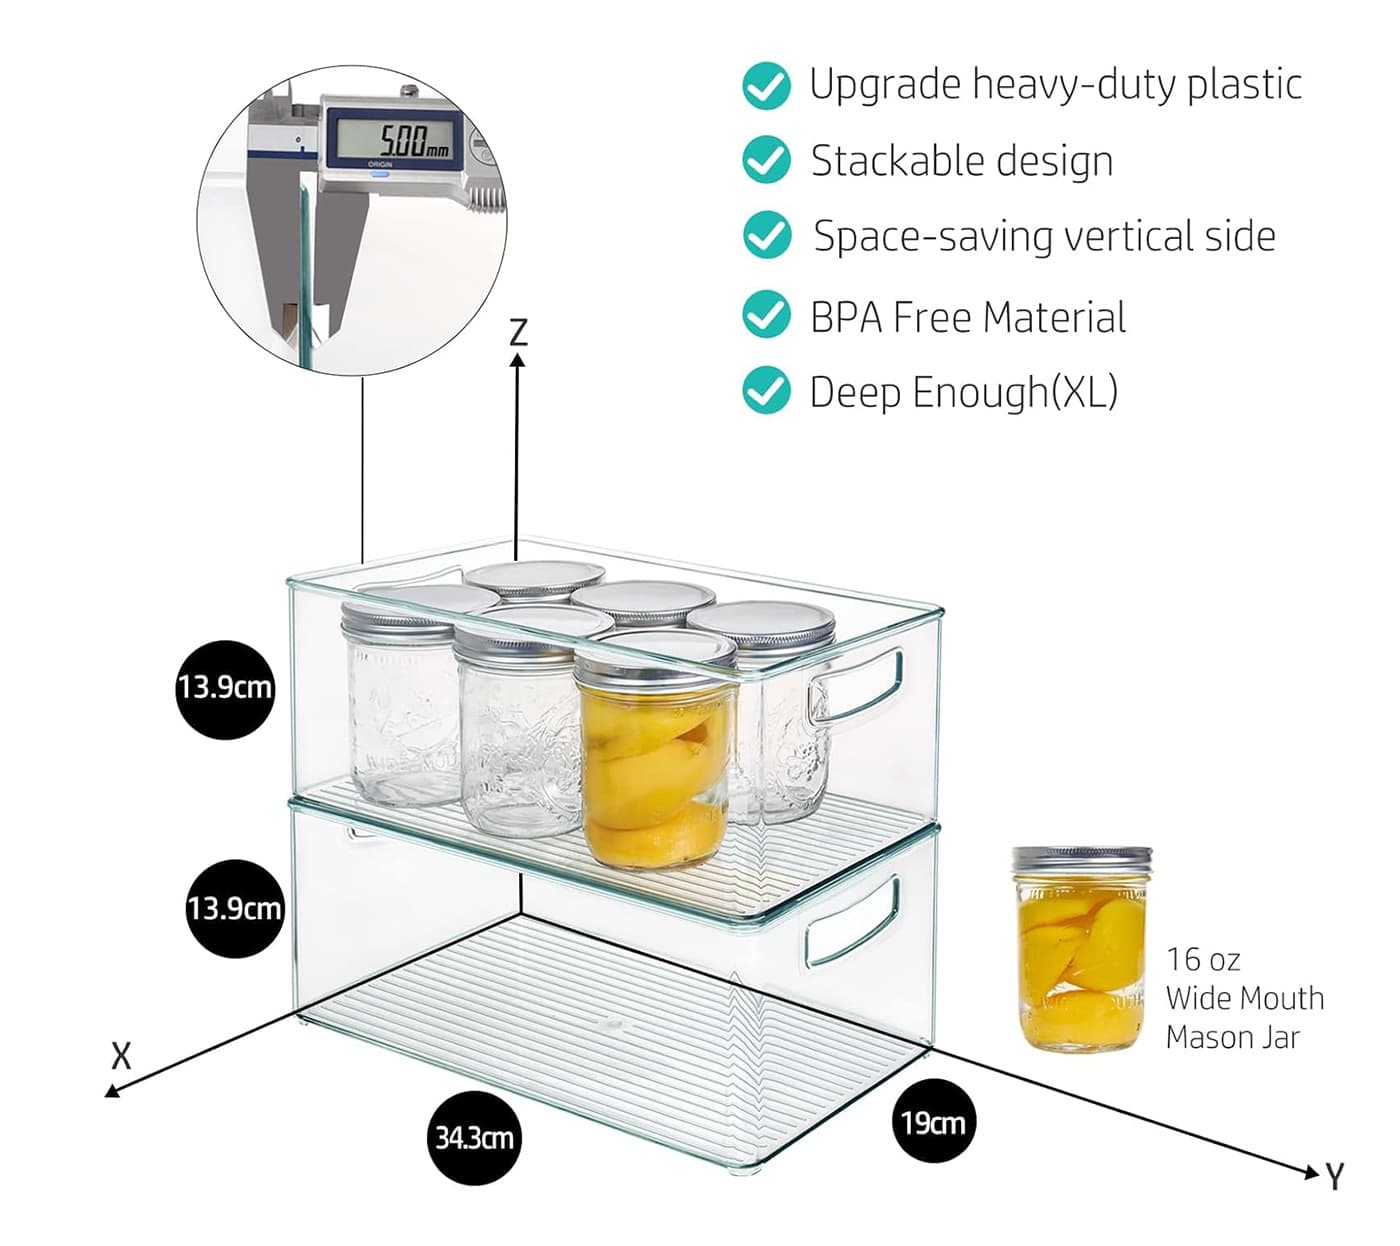 5.00mm
ORIGIN
Upgrade heavy-duty plastic
Stackable design
Space-saving vertical side
BPA Free Material
Deep Enough(XL)
Z
13.9cm
13.9cm
X
34.3cm
19cm
Y
16 oz
Wide Mouth
Mason Jar